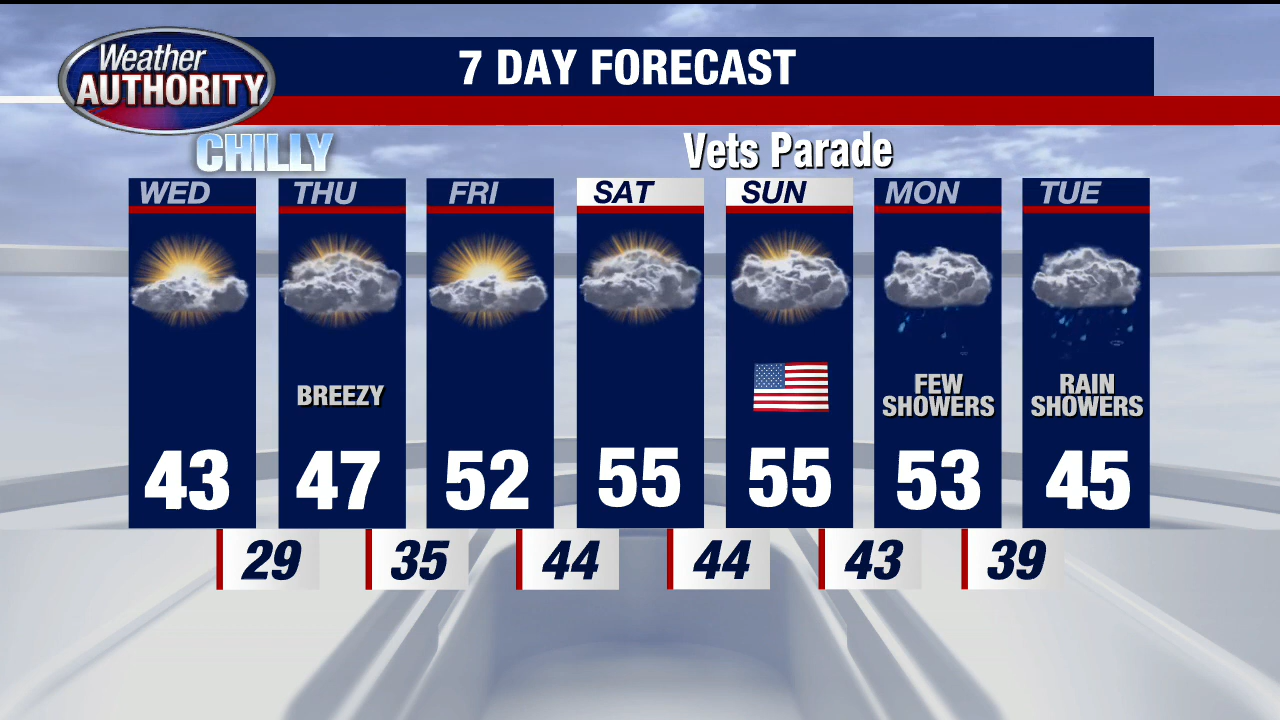 Weather
AUTHORITY
7 DAY FORECAST
CHILLY
Vets Parade
WED
THU
FRI
SAT
SUN
MON
TUE
BREEZY
FEW
SHOWERS
RAIN
SHOWERS
43
47
52
55
55
53
45
29
35
44
44
43
39